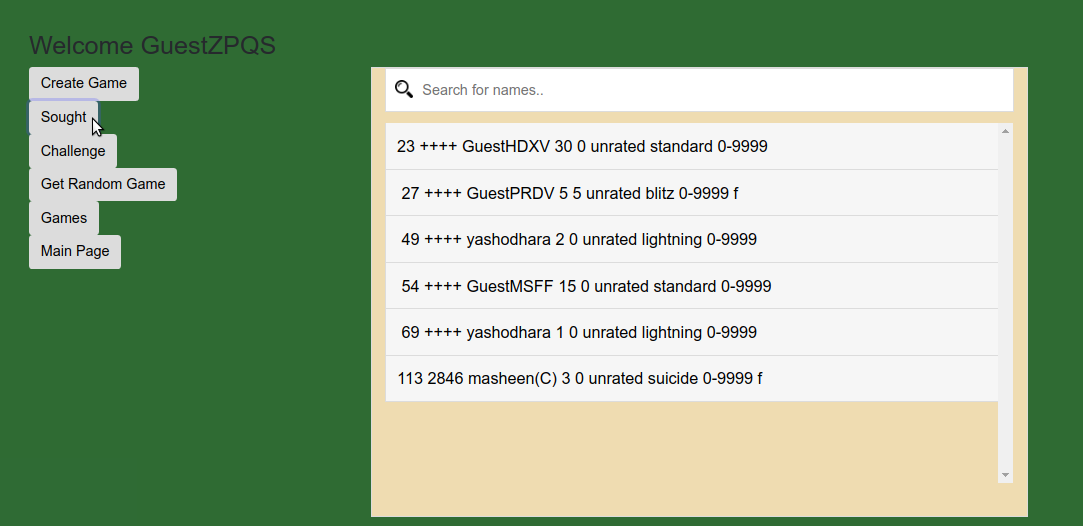 Welcome GuestZPQS
Create Game
Sought
Challenge
Get Random Game
Games
Main Page
Search for names..
23 ++++ GuestHDXV 30 0 unrated standard 0-9999
27 ++++ GuestPRDV 5 5 unrated blitz 0-9999 f
49 ++++ yashodhara 2 0 unrated lightning 0-9999
54 ++++ GuestMSFF 15 0 unrated standard 0-9999
69 ++++ yashodhara 1 0 unrated lightning 0-9999
113 2846 masheen(C) 3 0 unrated suicide 0-9999 f